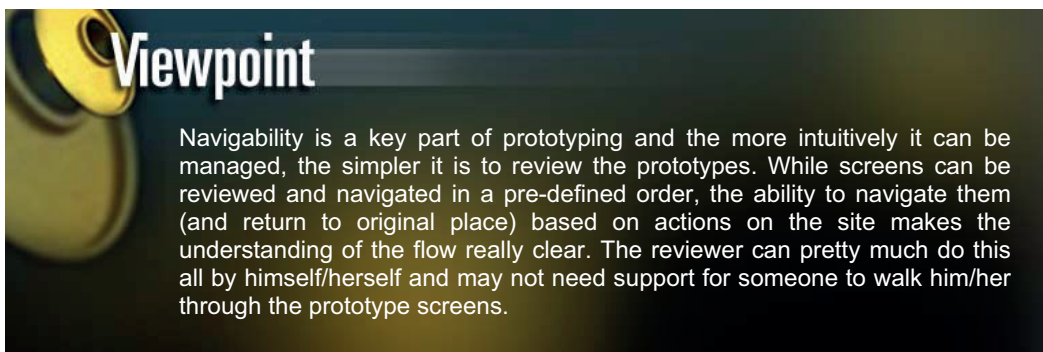 Viewpoint
Navigability is a key part of prototyping and the more intuitively it can be
managed, the simpler it is to review the prototypes. While screens can be
reviewed and navigated in a pre-defined order, the ability to navigate them
(and return to original place) based on actions on the site makes the
understanding of the flow really clear. The reviewer can pretty much do this
all by himself/herself and may not need support for someone to walk him/her
through the prototype screens.